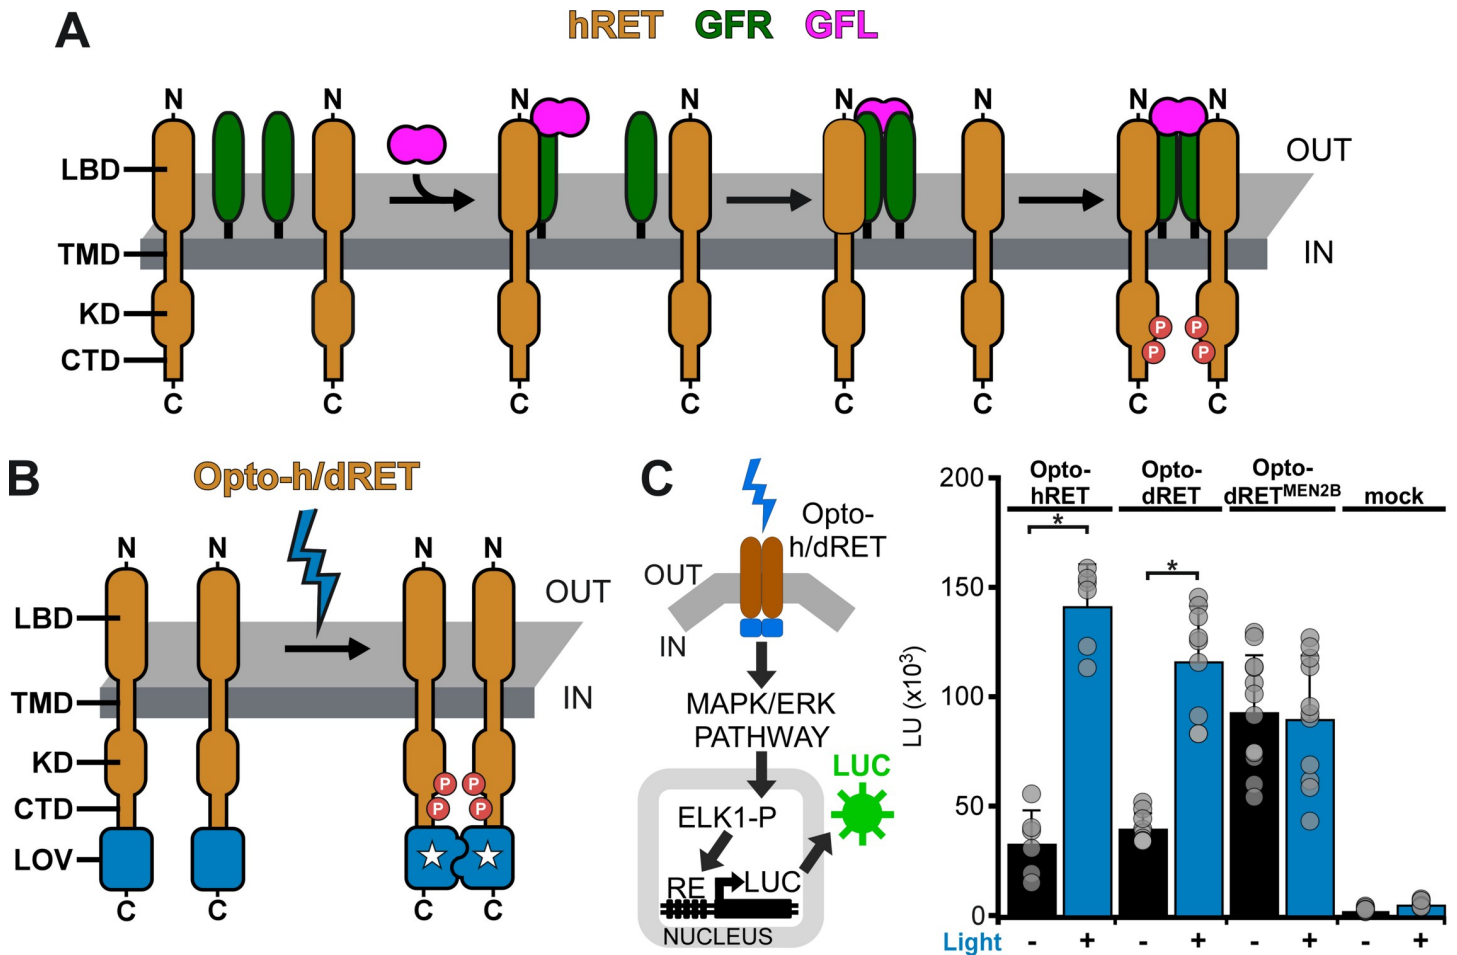 A
hRET GFR GFL
N N N N N N N N
LBD
OUT
TMD
IN
KD
P P
CTD
P P
C C C C C C C C
B
Opto-h/dRET
N N N N
OUT
LBD
IN
TMD
KD
P P
CTD
P P
LOV
C C C C
C
Opto-
h/dRET
OUT
IN
MAPK/ERK
PATHWAY
LUC
ELK1-P
RE LUC
NUCLEUS
Opto-
hRET
Opto-
dRET
Opto-
dRETMEN2B
mock
* *
LU (x10³)
200
150
100
50
0
Light - + - + - + - +